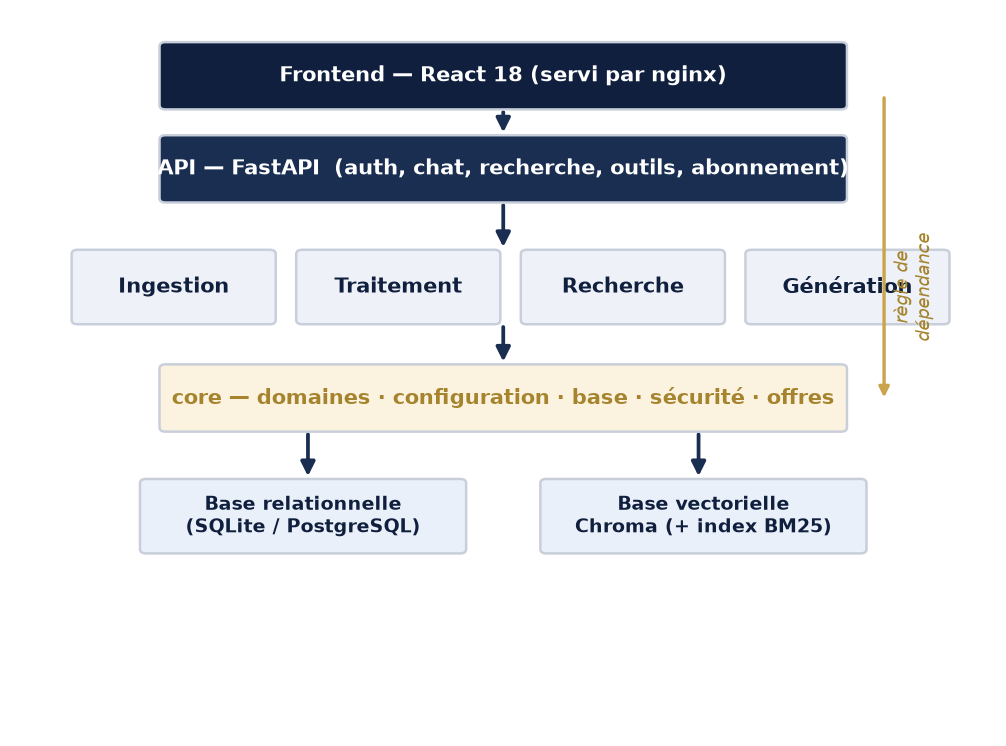 Frontend — React 18 (servi par nginx)
API — FastAPI (auth, chat, recherche, outils, abonnement)
Ingestion
Traitement
Recherche
Génération
règle de
dépendance
core — domaines · configuration · base · sécurité · offres
Base relationnelle
(SQLite / PostgreSQL)
Base vectorielle
Chroma (+ index BM25)